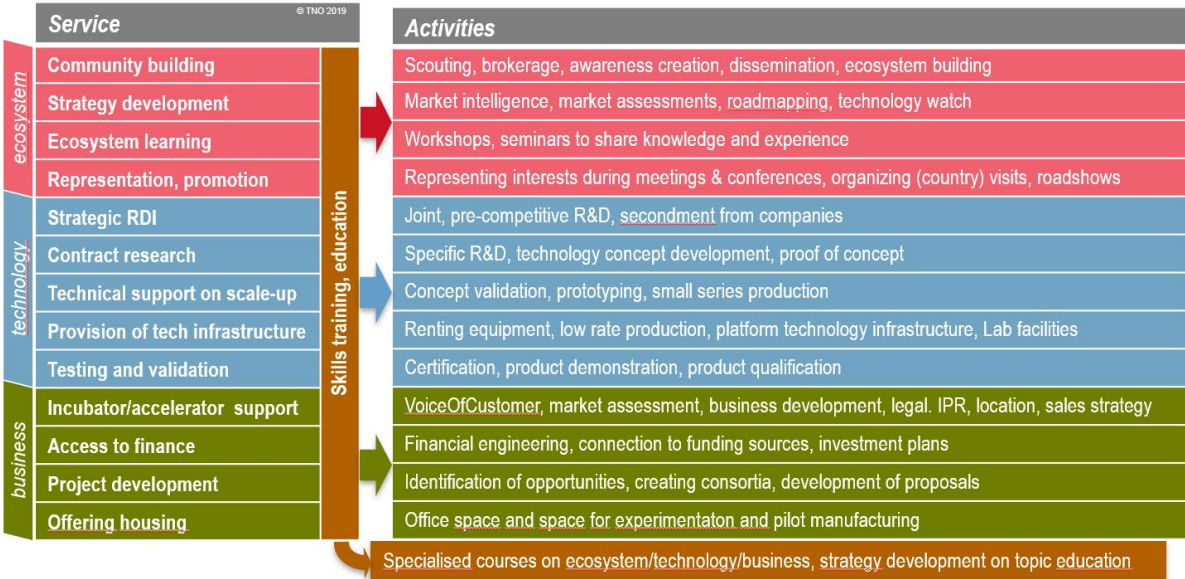 © TNO 2019
Service
Activities
ecosystem
Community building
Scouting, brokerage, awareness creation, dissemination, ecosystem building
Strategy development
Market intelligence, market assessments, roadmapping, technology watch
Ecosystem learning
Workshops, seminars to share knowledge and experience
Representation, promotion
Representing interests during meetings & conferences, organizing (country) visits, roadshows
technology
Strategic RDI
Joint, pre-competitive R&D, secondment from companies
Contract research
Specific R&D, technology concept development, proof of concept
Technical support on scale-up
Concept validation, prototyping, small series production
Provision of tech infrastructure
Renting equipment, low rate production, platform technology infrastructure, Lab facilities
Testing and validation
Certification, product demonstration, product qualification
business
Incubator/accelerator support
VoiceOfCustomer, market assessment, business development, legal. IPR, location, sales strategy
Access to finance
Financial engineering, connection to funding sources, investment plans
Project development
Identification of opportunities, creating consortia, development of proposals
Offering housing
Office space and space for experimentaton and pilot manufacturing
Skills training, education
Specialised courses on ecosystem/technology/business, strategy development on topic education